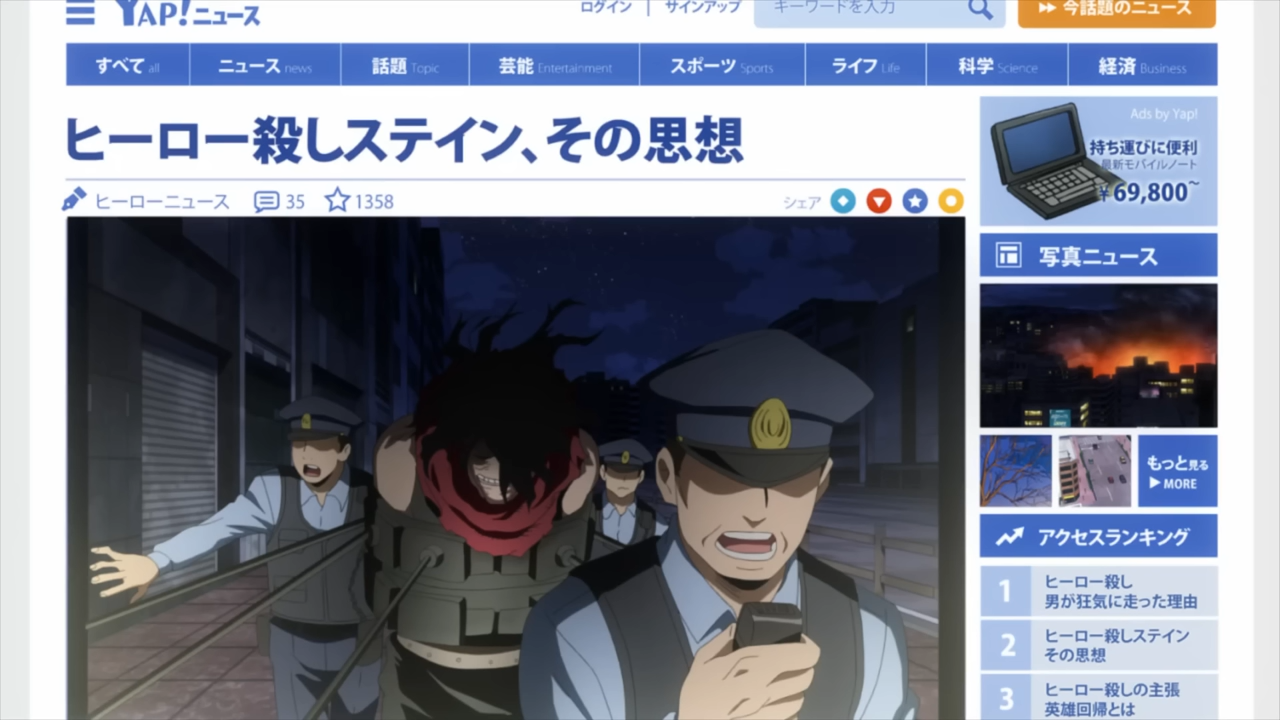 YAP!ニュース
ログイン | サインアップ
キーワードを入力
今話題のニュース
すべて all
ニュース news
話題 Topic
芸能 Entertainment
スポーツ Sports
ライフ Life
科学 Science
経済 Business
ヒーロー殺しステイン、その思想
ヒーローニュース 35 1358
シェア
Ads by Yap!
持ち運びに便利
最新モバイルノート
¥69,800~
写真ニュース
もっと見る
▶ MORE
アクセスランキング
1 ヒーロー殺し
男が狂気に走った理由
2 ヒーロー殺しステイン
その思想
3 ヒーロー殺しの主張
英雄回帰とは